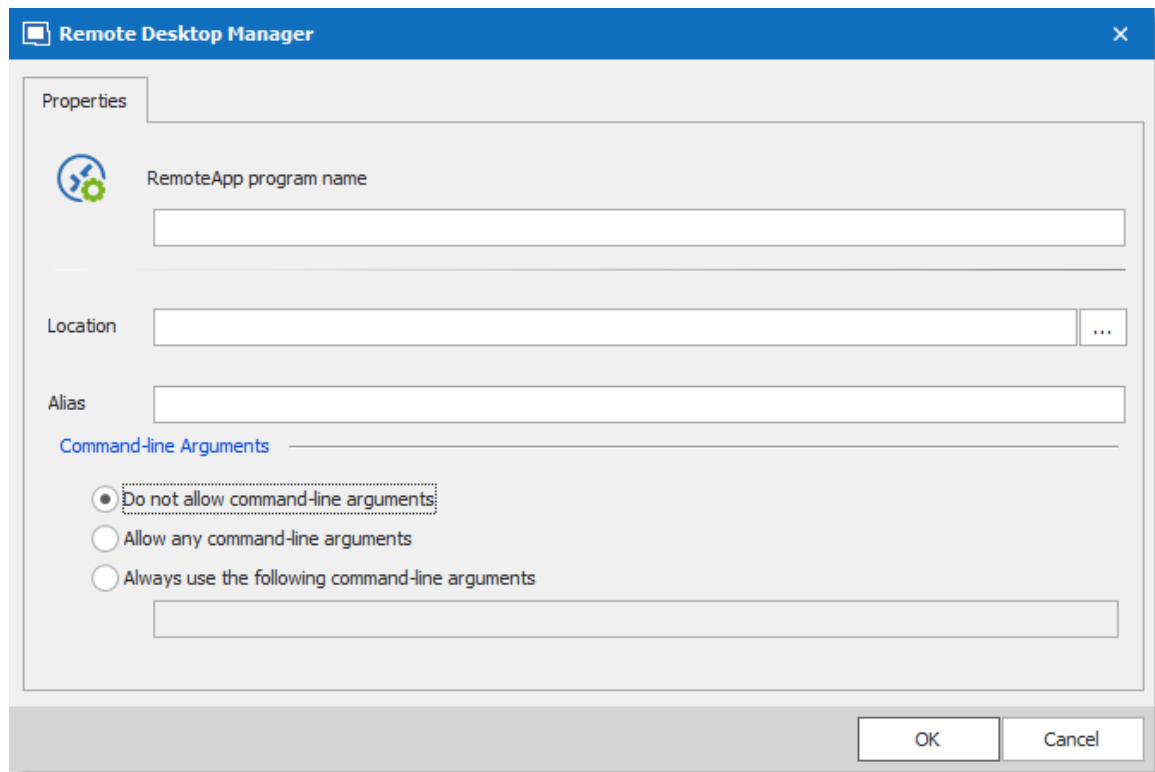 Remote Desktop Manager
Properties
RemoteApp program name
Location
...
Alias
Command-line Arguments
Do not allow command-line arguments
Allow any command-line arguments
Always use the following command-line arguments
OK Cancel